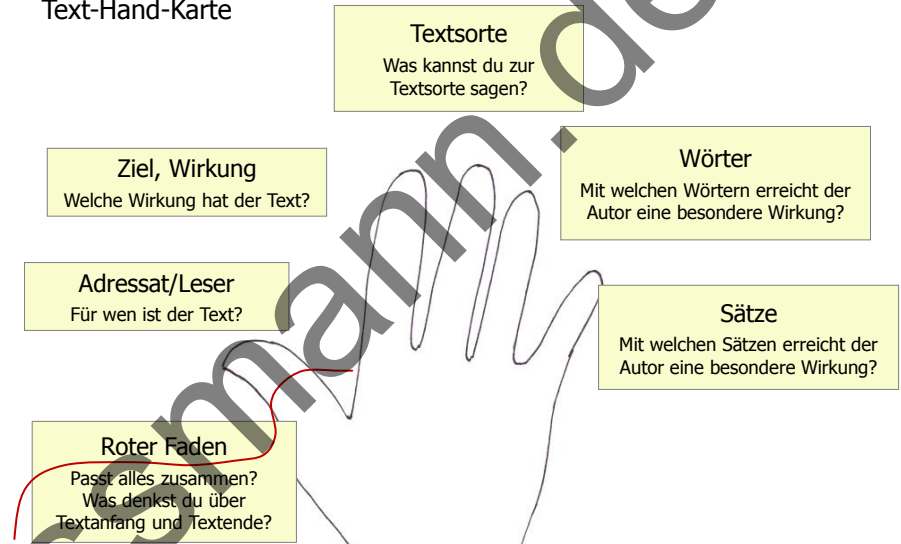 Text-Hand-Karte
Textsorte
Was kannst du zur
Textsorte sagen?
Ziel, Wirkung
Welche Wirkung hat der Text?
Wörter
Mit welchen Wörtern erreicht der
Autor eine besondere Wirkung?
Adressat/Leser
Für wen ist der Text?
Sätze
Mit welchen Sätzen erreicht der
Autor eine besondere Wirkung?
Roter Faden
Passt alles zusammen?
Was denkst du über
Textanfang und Textende?
ssmann.de